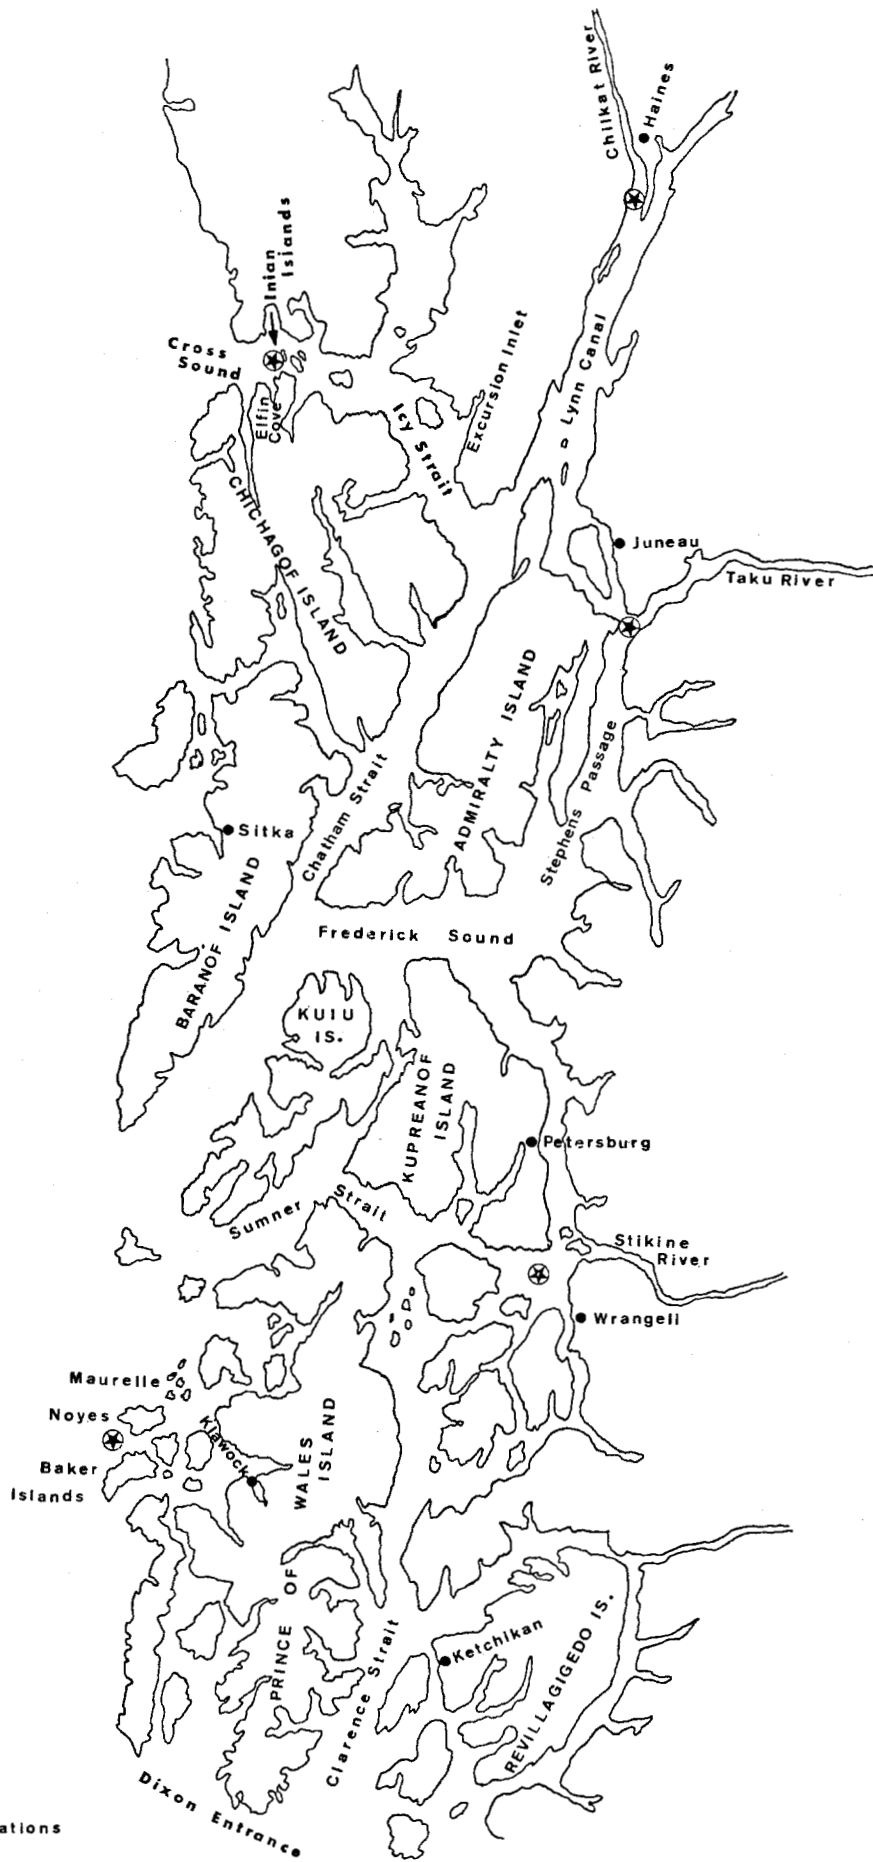 Chilkat River
Haines
Inian
Islands
Cross
Sound
Elfin
Cove
Icy Strait
Excursion Inlet
Lynn Canal
CHICHAGOF ISLAND
Juneau
Taku River
ADMIRALTY ISLAND
Stephens Passage
Chatham Strait
Sitka
BARANOF ISLAND
Frederick Sound
KUIU
IS.
KUPREANOF
ISLAND
Petersburg
Sumner Strait
Stikine
River
Wrangell
Maurelle
Noyes
Baker
Islands
Klawock
PRINCE OF WALES
ISLAND
Clarence Strait
Ketchikan
REVILLAGIGEDO IS.
Dixon Entrance
ations